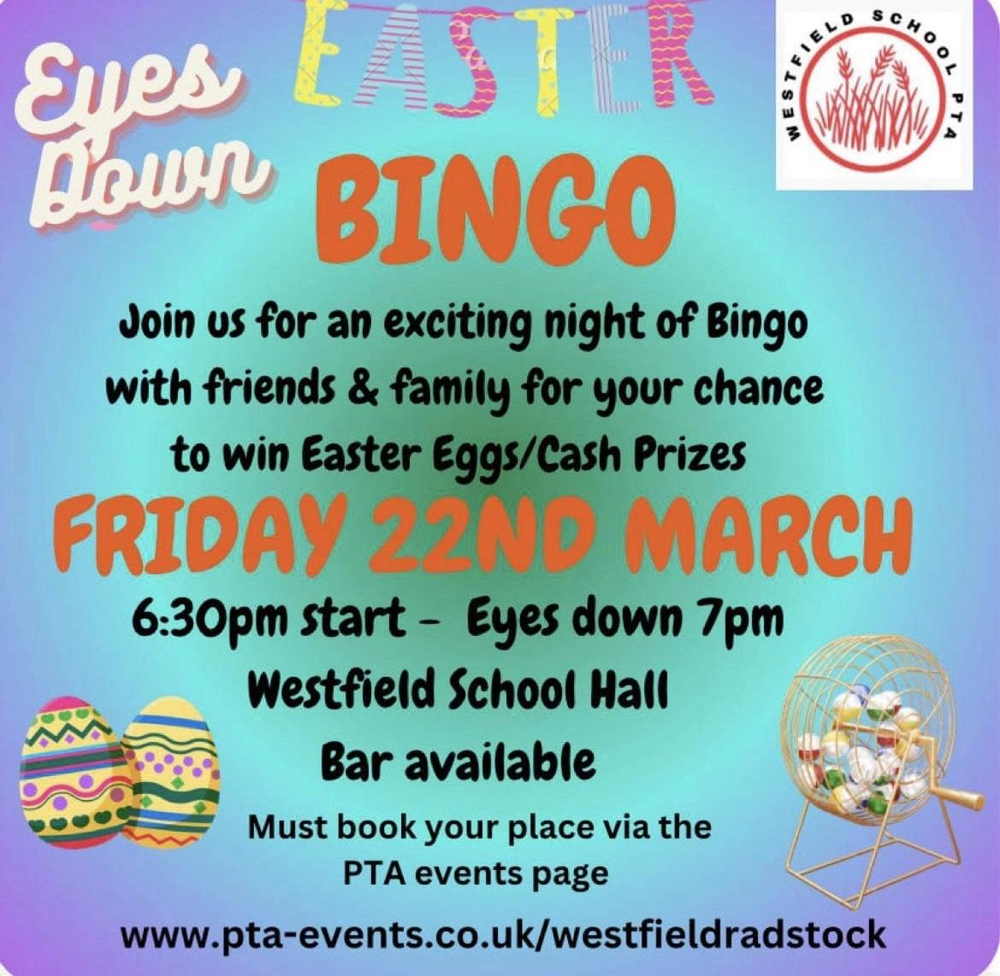 EASTER
WESTFIELD SCHOOL PTA
Eyes
Down
BINGO
Join us for an exciting night of Bingo
with friends & family for your chance
to win Easter Eggs/Cash Prizes
FRIDAY 22ND MARCH
6:30pm start - Eyes down 7pm
Westfield School Hall
Bar available
Must book your place via the
PTA events page
www.pta-events.co.uk/westfieldradstock